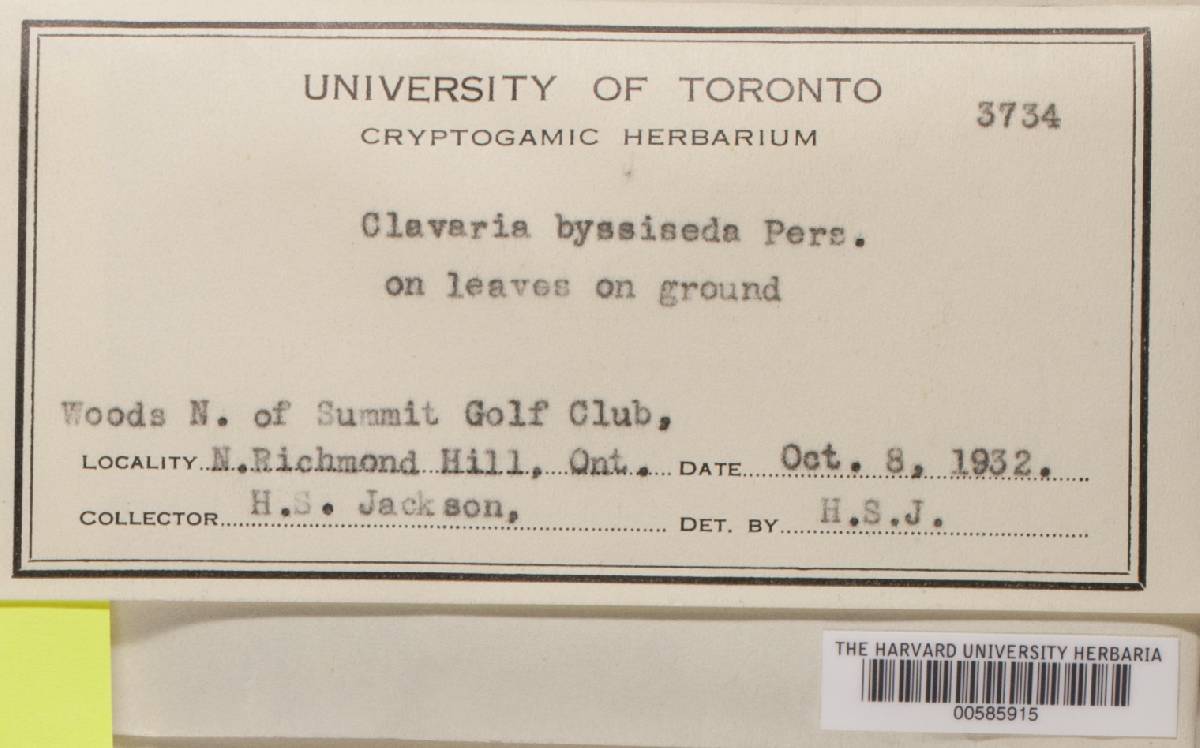 UNIVERSITY OF TORONTO
3734
CRYPTOGAMIC HERBARIUM
Clavaria byssiseda Pers.
on leaves on ground
Woods N. of Summit Golf Club,
LOCALITY N.Richmond Hill, Ont. DATE Oct. 8, 1932.
COLLECTOR H.S. Jackson, DET. BY H.S.J.
THE HARVARD UNIVERSITY HERBARIA
00585915